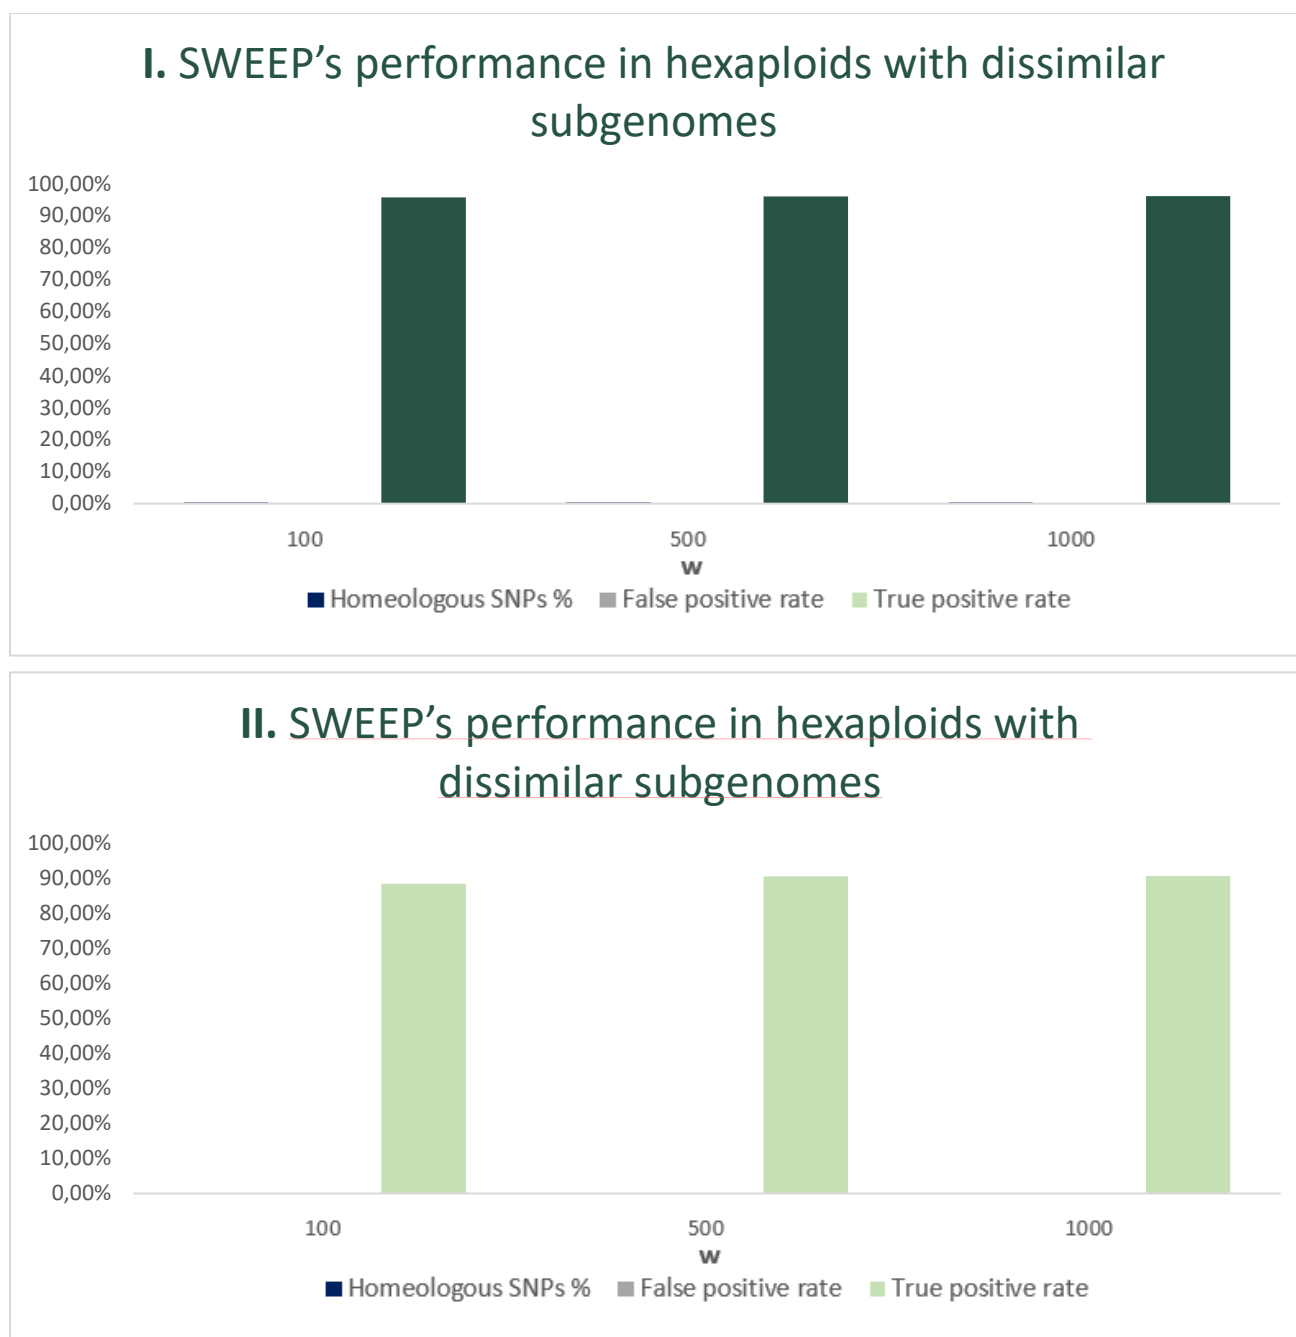 I. SWEEP’s performance in hexaploids with dissimilar
subgenomes
100,00%
90,00%
80,00%
70,00%
60,00%
50,00%
40,00%
30,00%
20,00%
10,00%
0,00%
100 500 1000
w
Homeologous SNPs % False positive rate True positive rate
II. SWEEP’s performance in hexaploids with
dissimilar subgenomes
100,00%
90,00%
80,00%
70,00%
60,00%
50,00%
40,00%
30,00%
20,00%
10,00%
0,00%
100 500 1000
w
Homeologous SNPs % False positive rate True positive rate